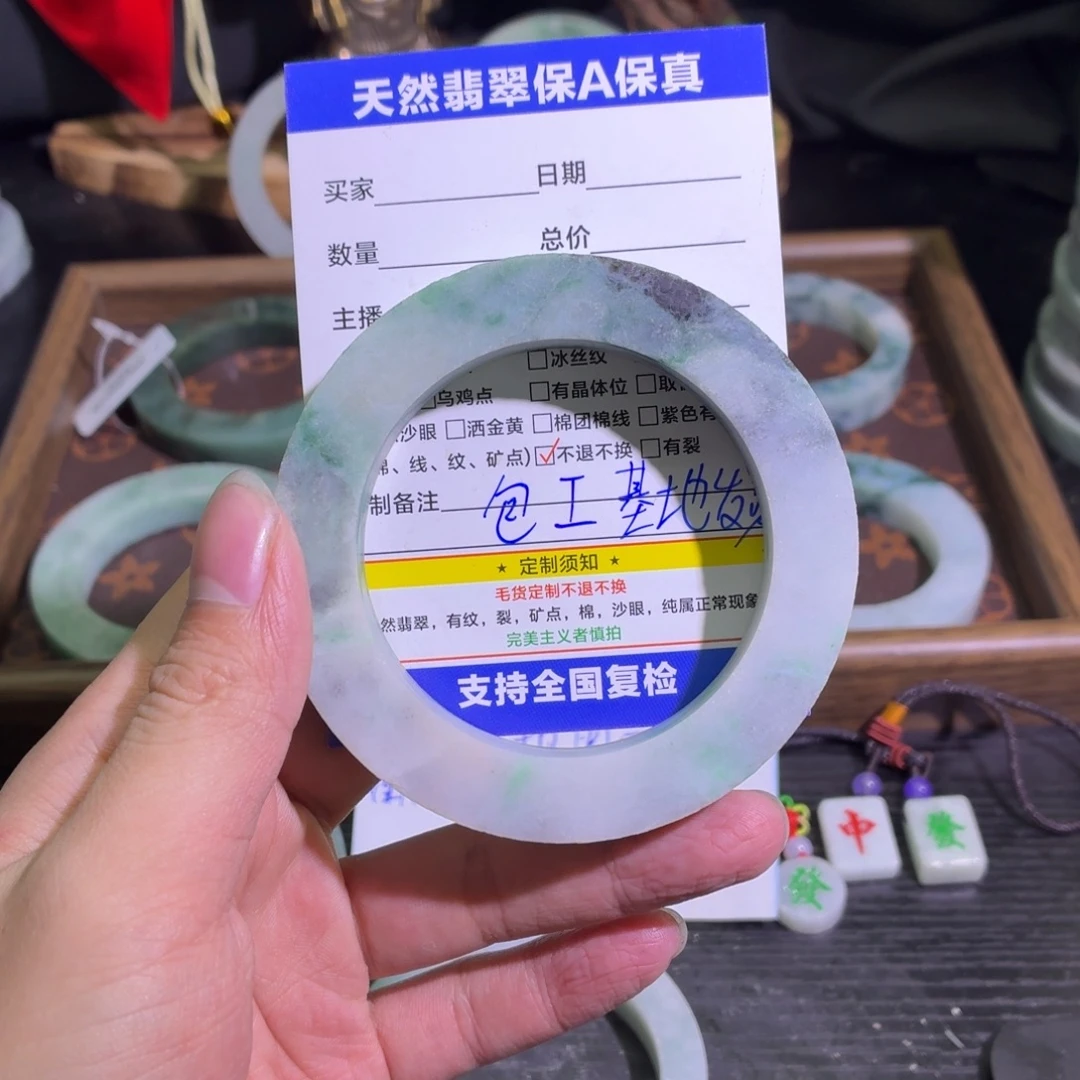 天然翡翠保A保真
买家 日期
数量 总价
主播
□冰丝纹
□乌鸡点 □有晶体位 □取
沙眼 □洒金黄 □棉团棉线 □紫色有
棉、线、纹、矿点) ☑不退不换 □有裂
制备注 包工 基地发
★ 定制须知 ★
毛货定制不退不换
然翡翠,有纹,裂,矿点,棉,沙眼,纯属正常现象
完美主义者慎拍
支持全国复检
中
發
發